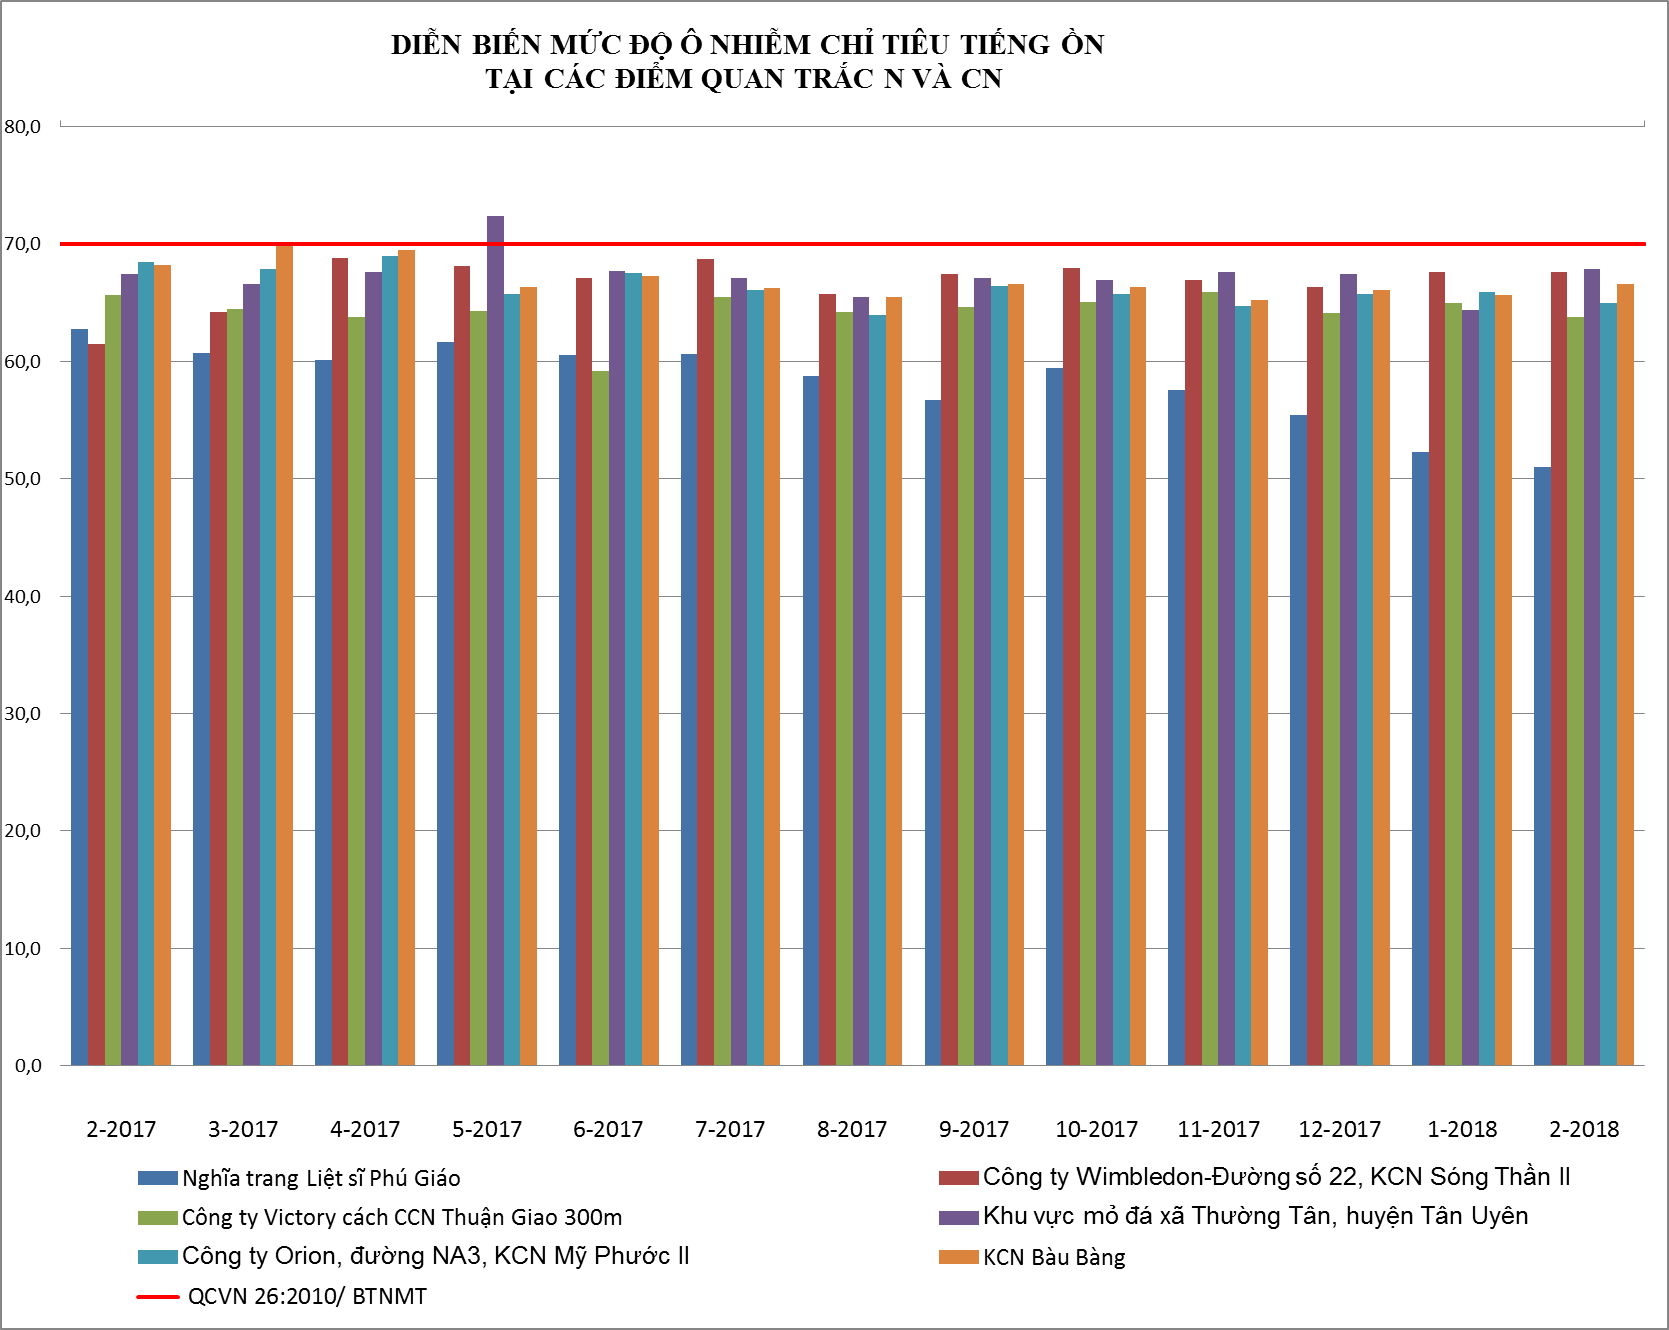 DIỄN BIẾN MỨC ĐỘ Ô NHIỄM CHỈ TIÊU TIẾNG ỒN
TẠI CÁC ĐIỂM QUAN TRẮC N VÀ CN
80,0
70,0
60,0
50,0
40,0
30,0
20,0
10,0
0,0
2-2017 3-2017 4-2017 5-2017 6-2017 7-2017 8-2017 9-2017 10-2017 11-2017 12-2017 1-2018 2-2018
Nghĩa trang Liệt sĩ Phú Giáo
Công ty Wimbledon-Đường số 22, KCN Sóng Thần II
Công ty Victory cách CCN Thuận Giao 300m
Khu vực mỏ đá xã Thường Tân, huyện Tân Uyên
Công ty Orion, đường NA3, KCN Mỹ Phước II
KCN Bàu Bàng
QCVN 26:2010/ BTNMT